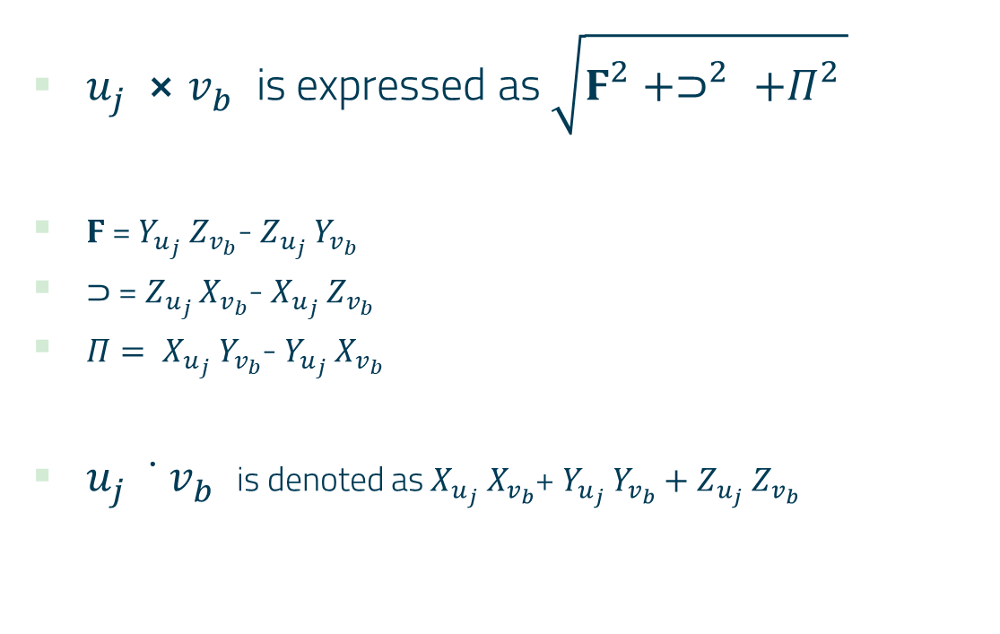 ▪ u_j × v_b is expressed as √(𝐅² +⊃² +Π²)
▪ 𝐅 = Y_{u_j} Z_{v_b}- Z_{u_j} Y_{v_b}
▪ ⊃ = Z_{u_j} X_{v_b}- X_{u_j} Z_{v_b}
▪ Π = X_{u_j} Y_{v_b}- Y_{u_j} X_{v_b}
▪ u_j ˙ v_b is denoted as X_{u_j} X_{v_b}+ Y_{u_j} Y_{v_b} + Z_{u_j} Z_{v_b}